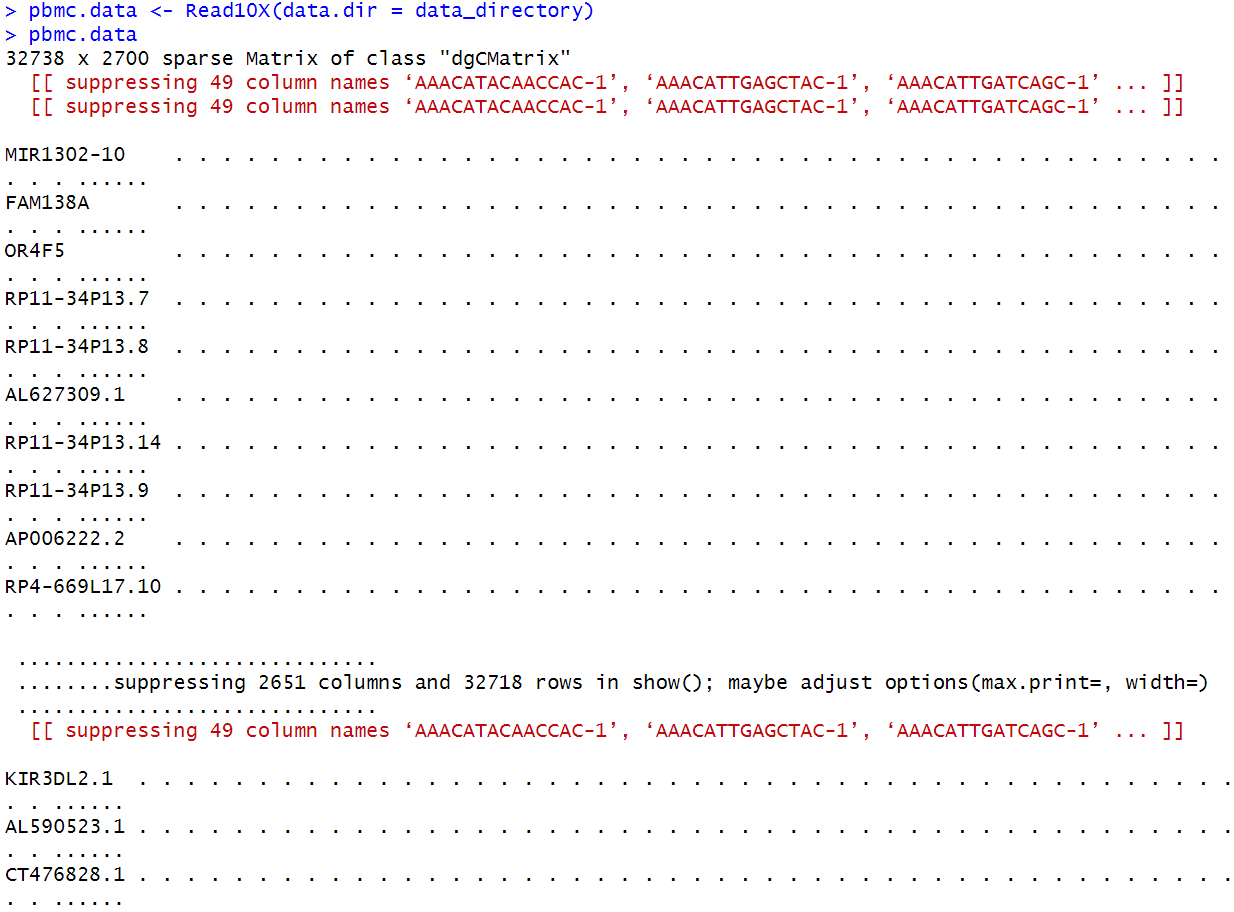 > pbmc.data <- Read10X(data.dir = data_directory)
> pbmc.data
32738 x 2700 sparse Matrix of class "dgCMatrix"
  [[ suppressing 49 column names ‘AAACATACAACCAC-1’, ‘AAACATTGAGCTAC-1’, ‘AAACATTGATCAGC-1’ ... ]]
  [[ suppressing 49 column names ‘AAACATACAACCAC-1’, ‘AAACATTGAGCTAC-1’, ‘AAACATTGATCAGC-1’ ... ]]
MIR1302-10    . . . . . . . . . . . . . . . . . . . . . . . . . . . . . . . . . . . . . . . . . . . .
. . . ......
FAM138A       . . . . . . . . . . . . . . . . . . . . . . . . . . . . . . . . . . . . . . . . . . . .
. . . ......
OR4F5         . . . . . . . . . . . . . . . . . . . . . . . . . . . . . . . . . . . . . . . . . . . .
. . . ......
RP11-34P13.7  . . . . . . . . . . . . . . . . . . . . . . . . . . . . . . . . . . . . . . . . . . . .
. . . ......
RP11-34P13.8  . . . . . . . . . . . . . . . . . . . . . . . . . . . . . . . . . . . . . . . . . . . .
. . . ......
AL627309.1    . . . . . . . . . . . . . . . . . . . . . . . . . . . . . . . . . . . . . . . . . . . .
. . . ......
RP11-34P13.14 . . . . . . . . . . . . . . . . . . . . . . . . . . . . . . . . . . . . . . . . . . . .
. . . ......
RP11-34P13.9  . . . . . . . . . . . . . . . . . . . . . . . . . . . . . . . . . . . . . . . . . . . .
. . . ......
AP006222.2    . . . . . . . . . . . . . . . . . . . . . . . . . . . . . . . . . . . . . . . . . . . .
. . . ......
RP4-669L17.10 . . . . . . . . . . . . . . . . . . . . . . . . . . . . . . . . . . . . . . . . . . . .
. . . ......
 ..............................
 ........suppressing 2651 columns and 32718 rows in show(); maybe adjust options(max.print=, width=)
 ..............................
  [[ suppressing 49 column names ‘AAACATACAACCAC-1’, ‘AAACATTGAGCTAC-1’, ‘AAACATTGATCAGC-1’ ... ]]
KIR3DL2.1  . . . . . . . . . . . . . . . . . . . . . . . . . . . . . . . . . . . . . . . . . . . . . .
. . ......
AL590523.1 . . . . . . . . . . . . . . . . . . . . . . . . . . . . . . . . . . . . . . . . . . . . . .
. . ......
CT476828.1 . . . . . . . . . . . . . . . . . . . . . . . . . . . . . . . . . . . . . . . . . . . . . .
. . ......